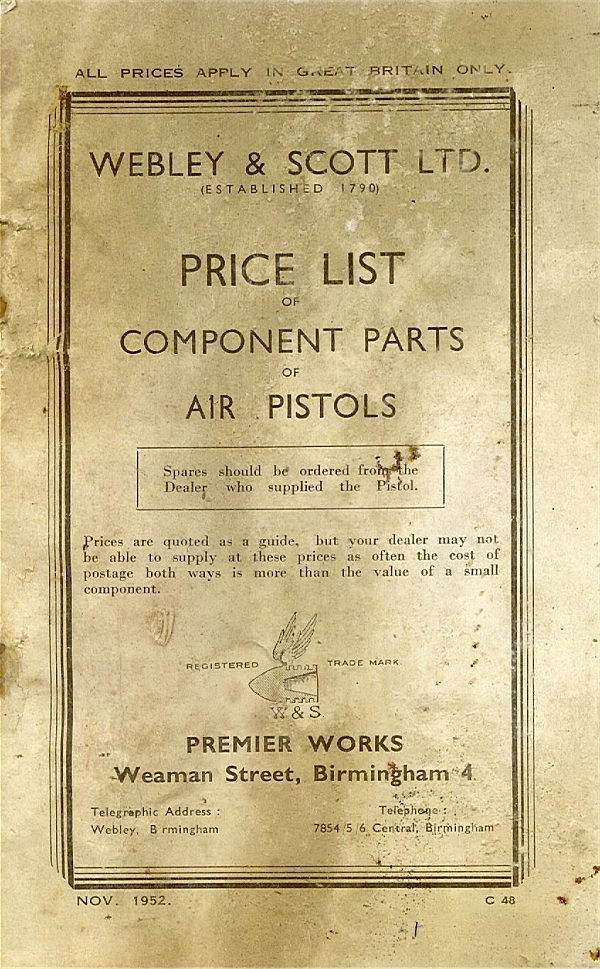 ALL PRICES APPLY IN GREAT BRITAIN ONLY.
WEBLEY & SCOTT LTD.
(ESTABLISHED 1790)
PRICE LIST
OF
COMPONENT PARTS
OF
AIR PISTOLS
Spares should be ordered from the
Dealer who supplied the Pistol.
Prices are quoted as a guide, but your dealer may not
be able to supply at these prices as often the cost of
postage both ways is more than the value of a small
component.
REGISTERED TRADE MARK
W & S.
PREMIER WORKS
Weaman Street, Birmingham 4
Telegraphic Address :
Webley, Birmingham
Telephone :
7854/5/6 Central, Birmingham
NOV. 1952.
C 48